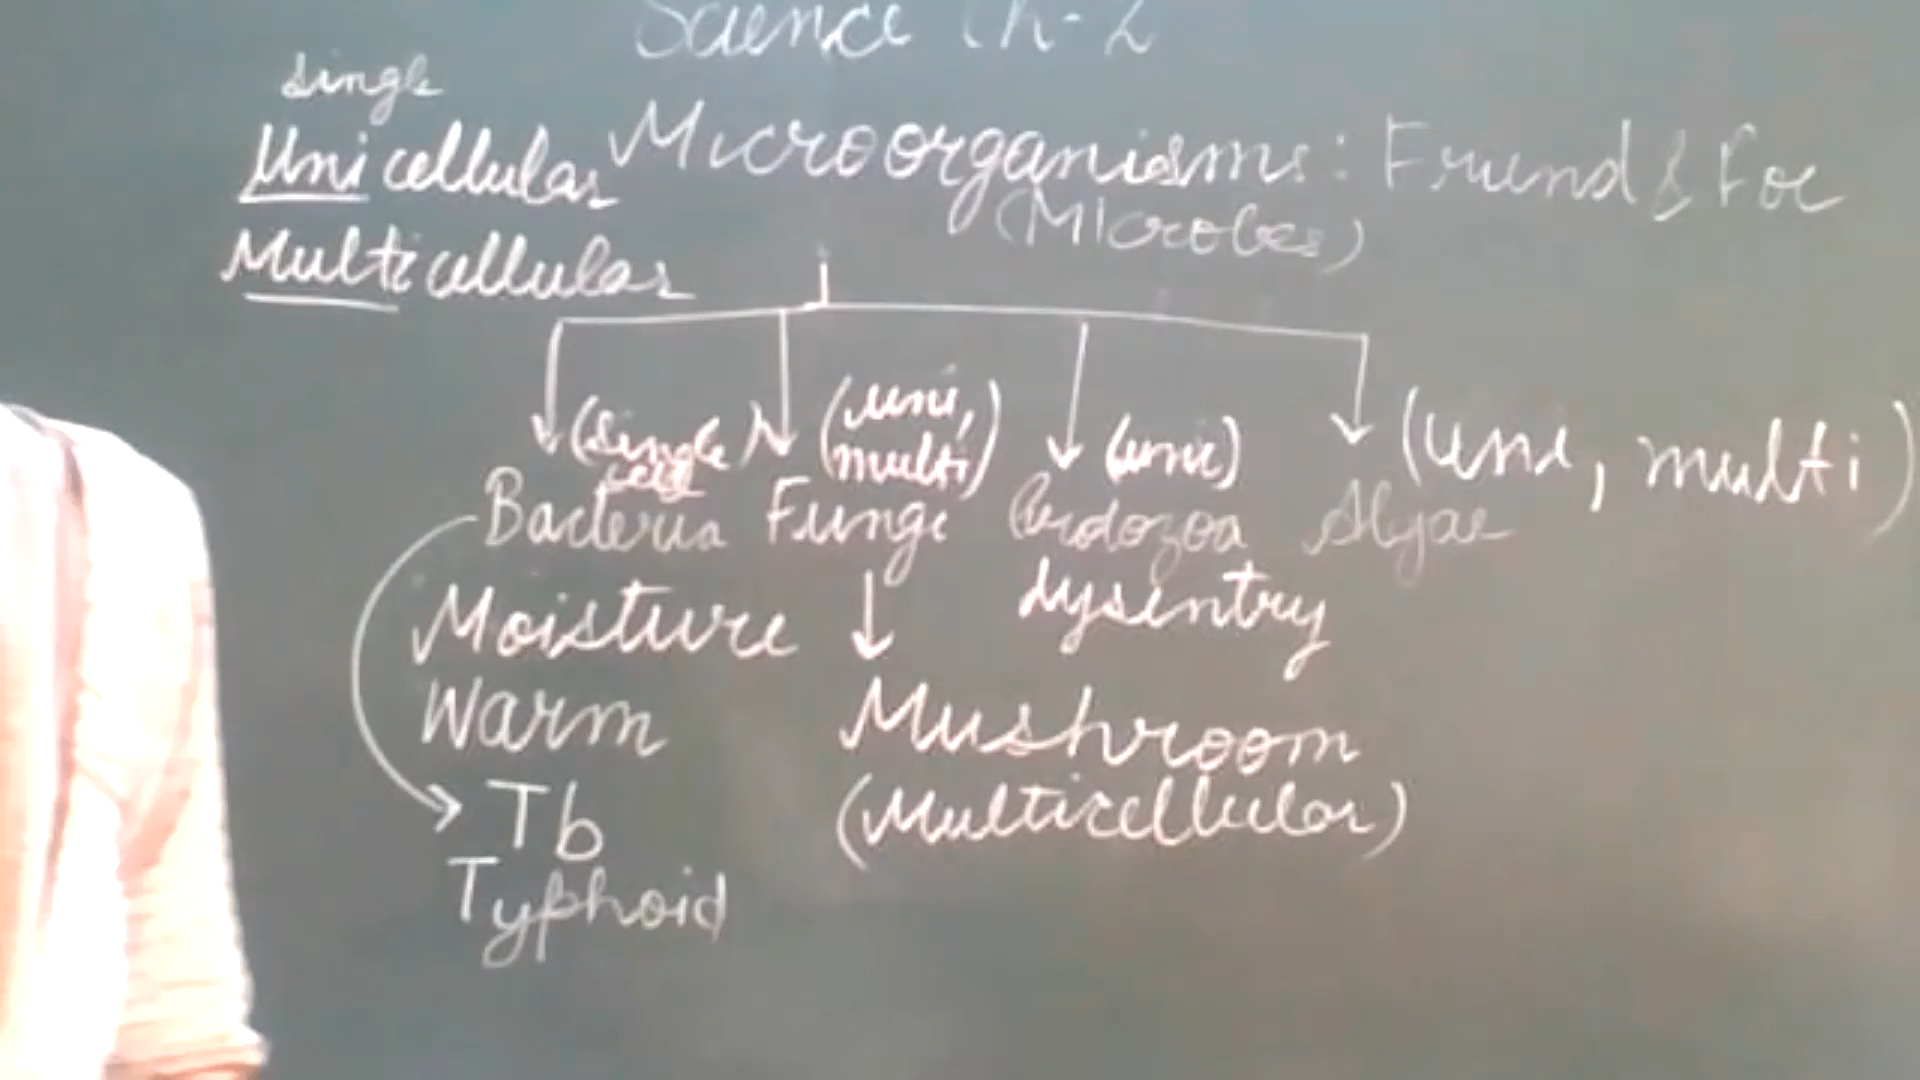 Science Ch-2
single
Unicellular
Multicellular
Microorganisms: Friend & Foe
(Microbes)
(single cell)
Bacteria
(uni, multi)
Fungi
(uni)
Protozoa
(uni, multi)
Algae
Moisture
Warm
Tb
Typhoid
Mushroom
(Multicellular)
dysentry